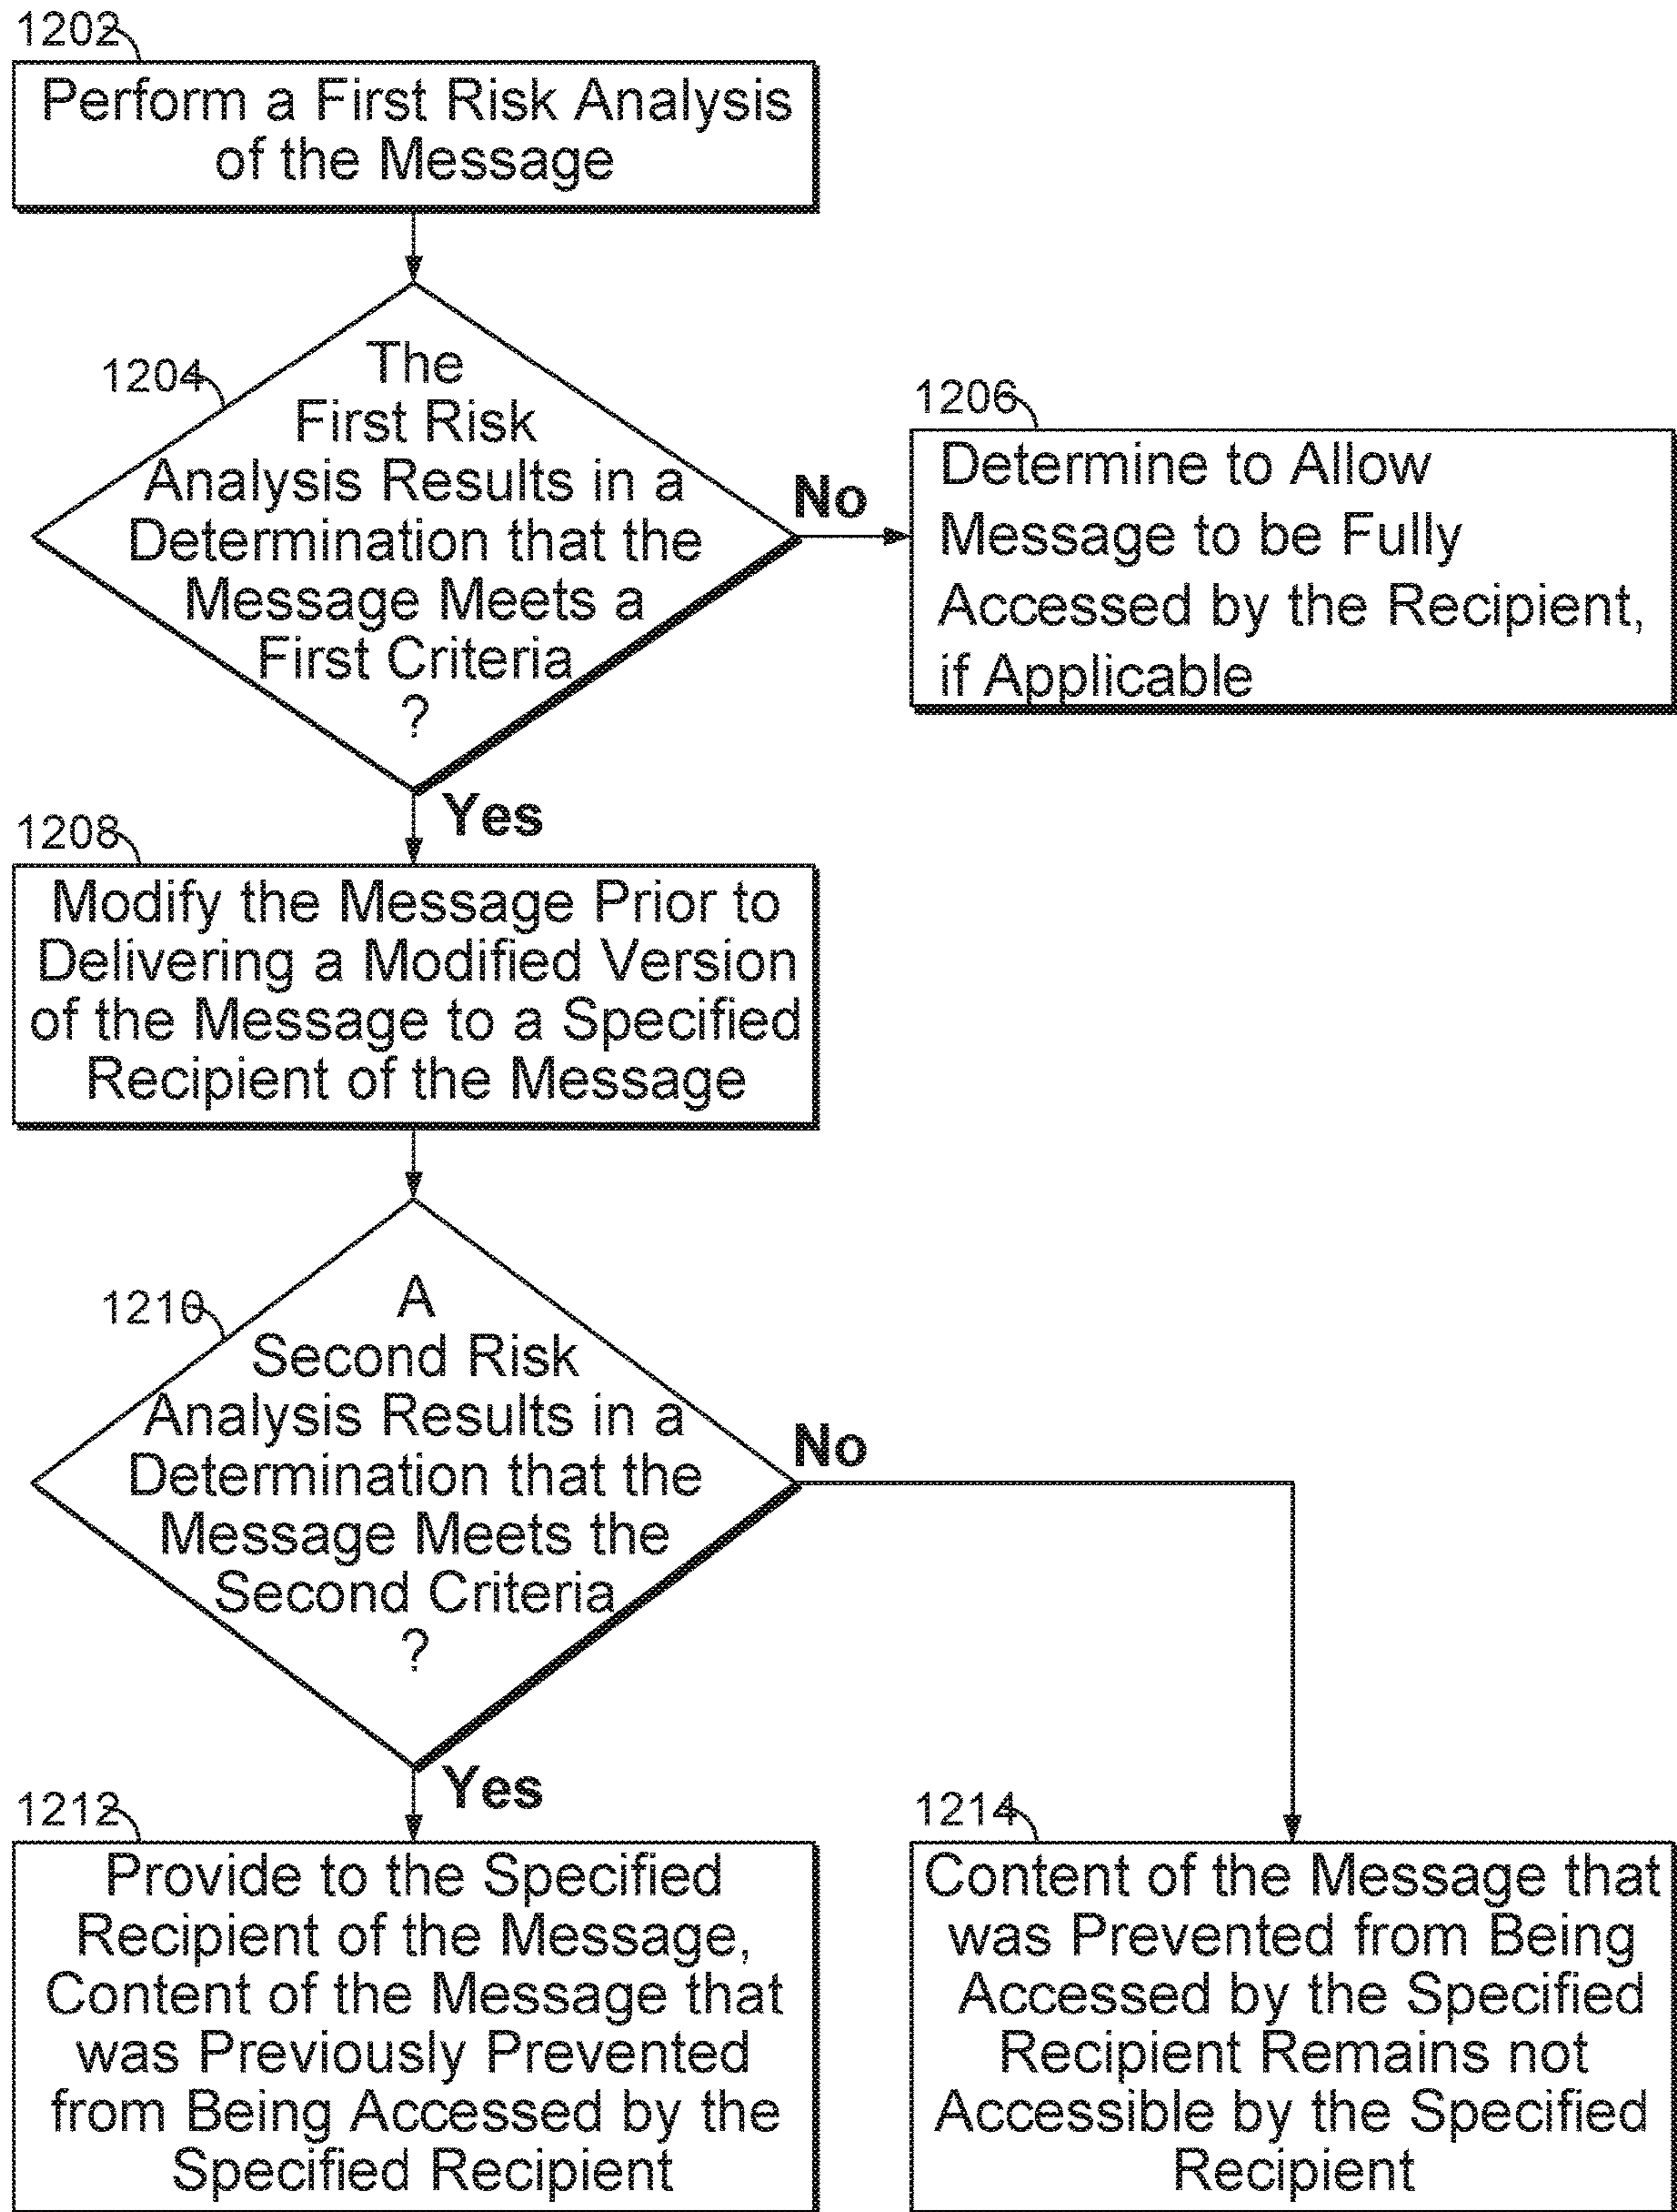 1202
Perform a First Risk Analysis
of the Message
1204
The
First Risk
Analysis Results in a
Determination that the
Message Meets a
First Criteria
?
No
1206
Determine to Allow
Message to be Fully
Accessed by the Recipient,
if Applicable
Yes
1208
Modify the Message Prior to
Delivering a Modified Version
of the Message to a Specified
Recipient of the Message
1210
A
Second Risk
Analysis Results in a
Determination that the
Message Meets the
Second Criteria
?
No
Yes
1212
Provide to the Specified
Recipient of the Message,
Content of the Message that
was Previously Prevented
from Being Accessed by the
Specified Recipient
1214
Content of the Message that
was Prevented from Being
Accessed by the Specified
Recipient Remains not
Accessible by the Specified
Recipient